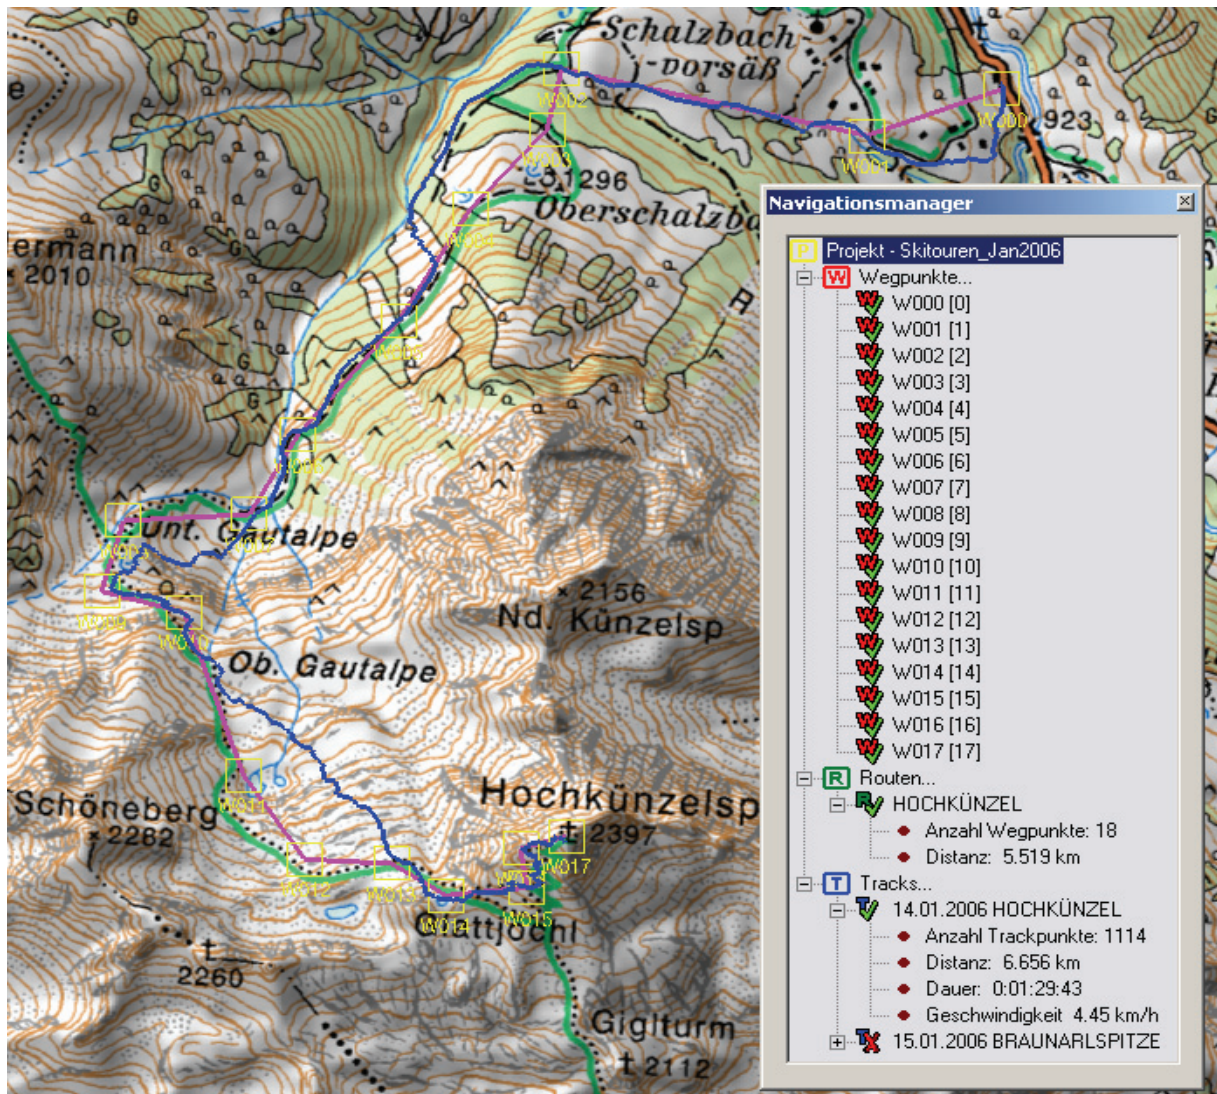 Schalzbach-
-vorsäß
W002
W000
923
W003
W001
1296
Oberschalzba
ermann
2010
W004
W005
W006
Unt. Gautalpe
W007
W008
W009
W010
2156
Nd. Künzelsp
Ob. Gautalpe
Schöneberg
2282
W011
Hochkünzelsp
2397
W012
W013
W017
W014
W015
Glattjöchl
2260
Giglturm
2112
Navigationsmanager
P Projekt - Skitouren_Jan2006
W Wegpunkte...
W000 [0]
W001 [1]
W002 [2]
W003 [3]
W004 [4]
W005 [5]
W006 [6]
W007 [7]
W008 [8]
W009 [9]
W010 [10]
W011 [11]
W012 [12]
W013 [13]
W014 [14]
W015 [15]
W016 [16]
W017 [17]
R Routen...
HOCHKÜNZEL
Anzahl Wegpunkte: 18
Distanz: 5.519 km
T Tracks...
14.01.2006 HOCHKÜNZEL
Anzahl Trackpunkte: 1114
Distanz: 6.656 km
Dauer: 0:01:29:43
Geschwindigkeit 4.45 km/h
15.01.2006 BRAUNARLSPITZE